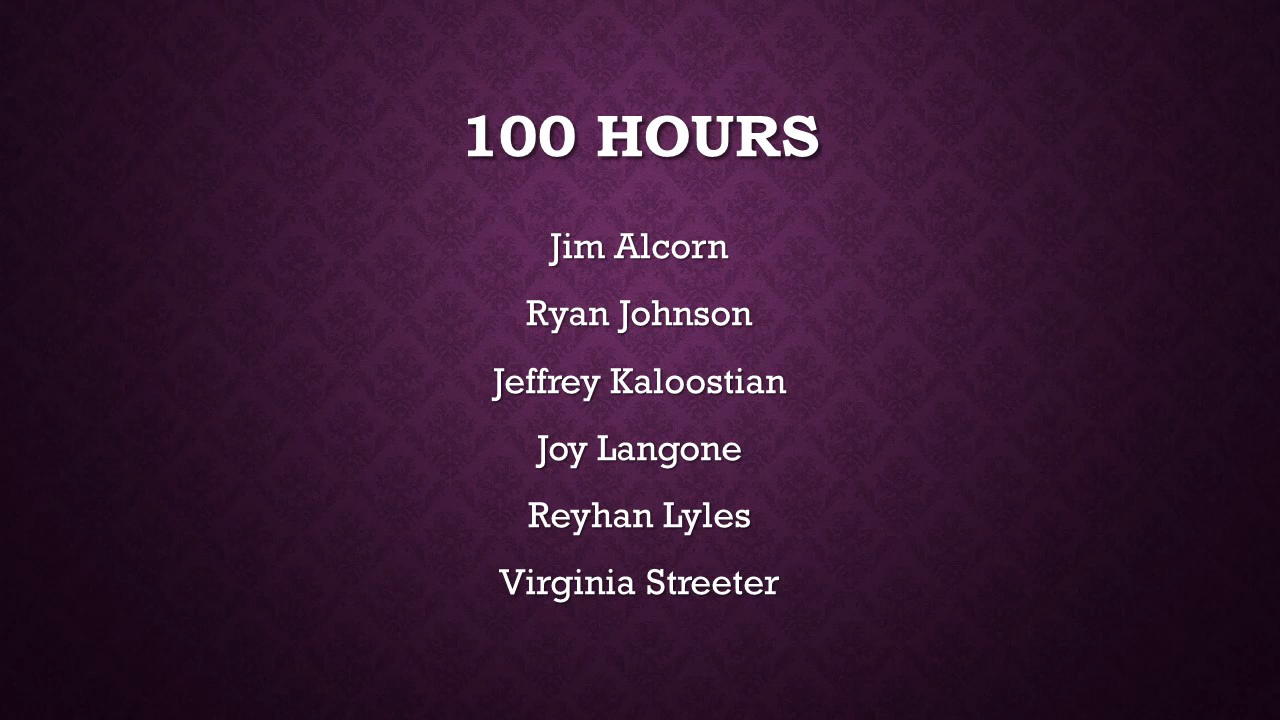 100 HOURS
Jim Alcorn
Ryan Johnson
Jeffrey Kaloostian
Joy Langone
Reyhan Lyles
Virginia Streeter